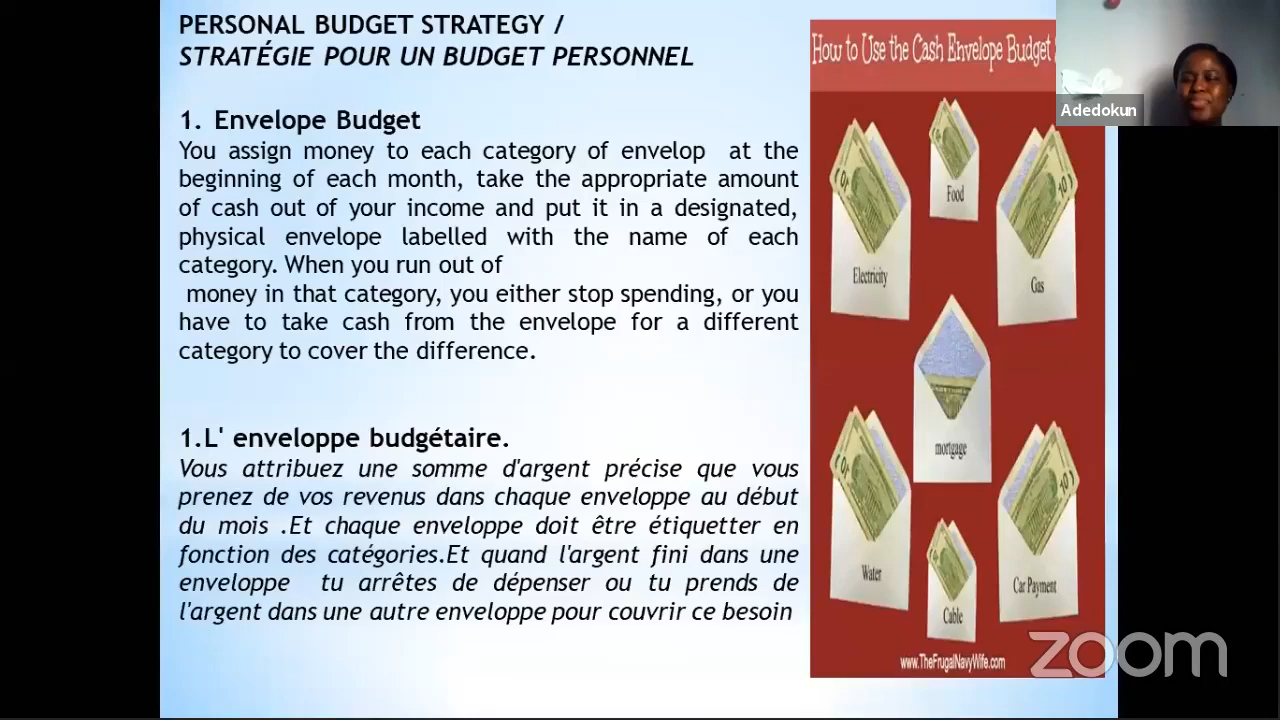 PERSONAL BUDGET STRATEGY /
STRATÉGIE POUR UN BUDGET PERSONNEL
1. Envelope Budget
You assign money to each category of envelop at the
beginning of each month, take the appropriate amount
of cash out of your income and put it in a designated,
physical envelope labelled with the name of each
category. When you run out of
money in that category, you either stop spending, or you
have to take cash from the envelope for a different
category to cover the difference.
1.L' enveloppe budgétaire.
Vous attribuez une somme d'argent précise que vous
prenez de vos revenus dans chaque enveloppe au début
du mois .Et chaque enveloppe doit être étiquetter en
fonction des catégories.Et quand l'argent fini dans une
enveloppe tu arrêtes de dépenser ou tu prends de
l'argent dans une autre enveloppe pour couvrir ce besoin
How to Use the Cash Envelope Budget
Food
Electricity
Gas
mortgage
Water
Car Payment
Cable
www.TheFrugalNavyWife.com
Adedokun
zoom